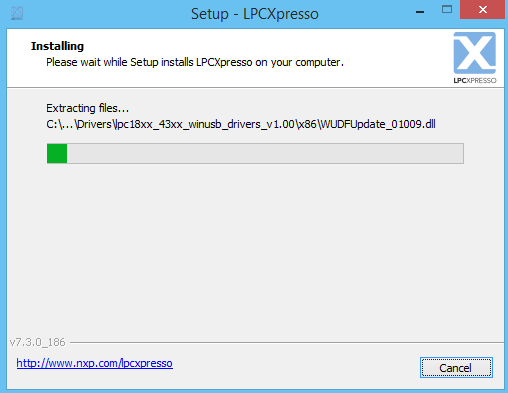 Setup - LPCXpresso
Installing
Please wait while Setup installs LPCXpresso on your computer.
LPCXPRESSO
Extracting files...
C:\...\Drivers\lpc18xx_43xx_winusb_drivers_v1.00\x86\WUDFUpdate_01009.dll
v7.3.0_186
http://www.nxp.com/lpcxpresso
Cancel